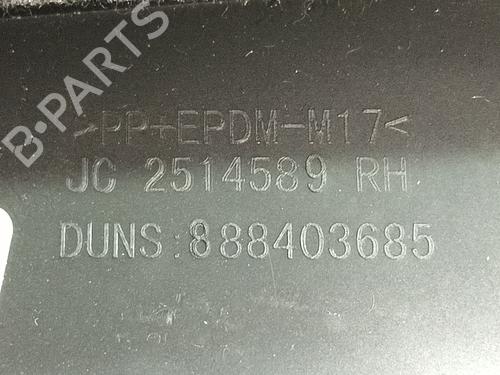 B-PARTS
>PP+EPDM-M17<
JC 2514589 RH
DUNS:888403685